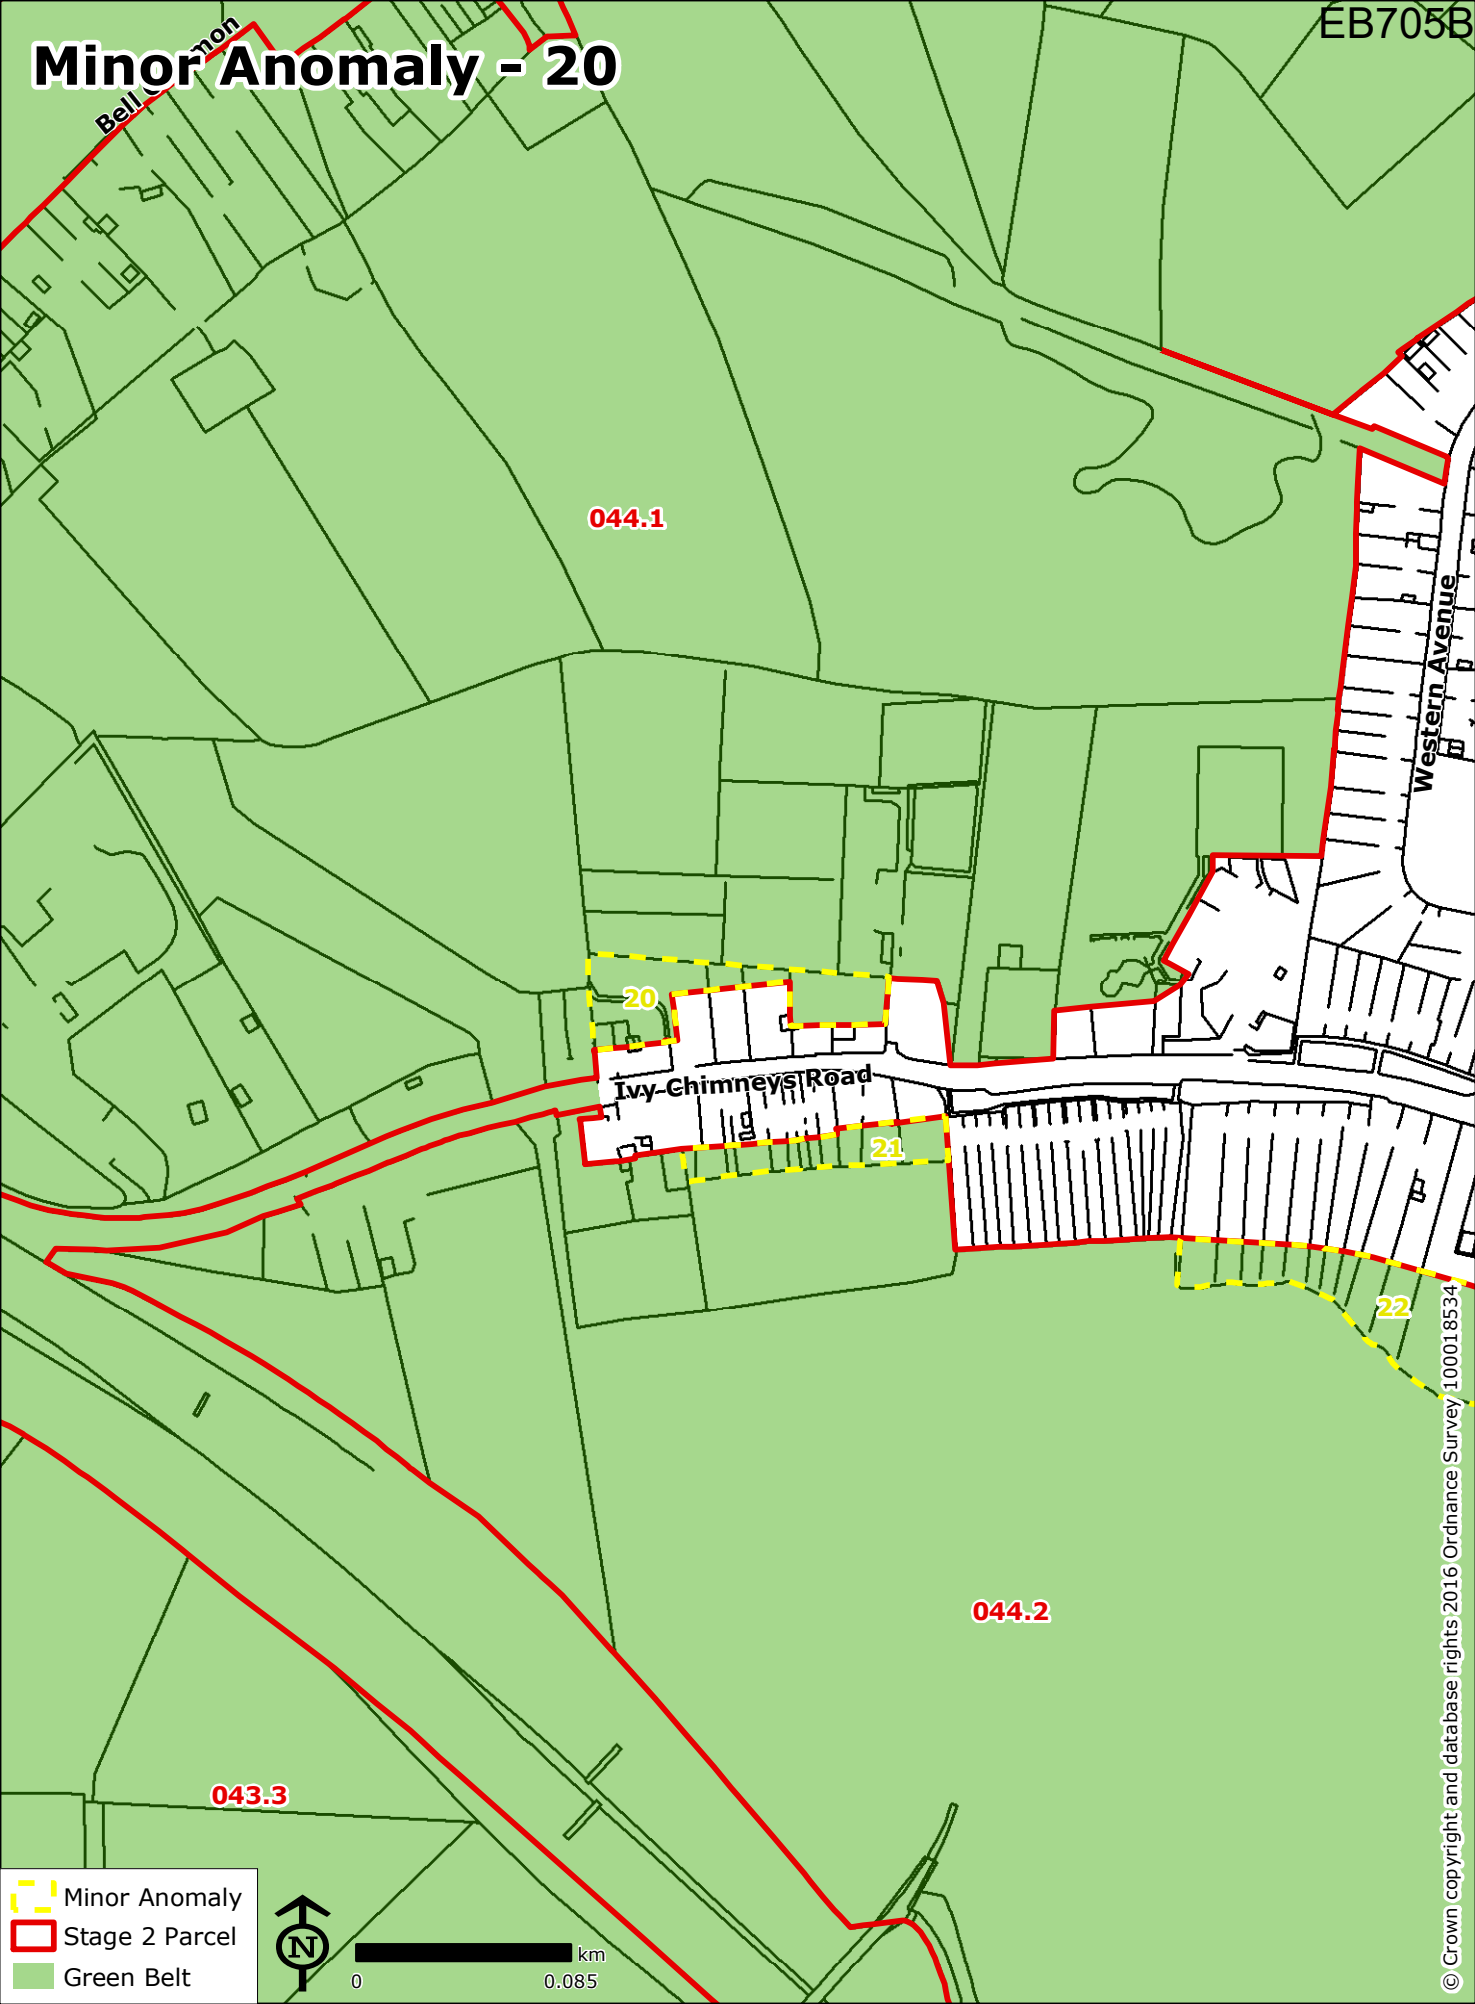 EB705B
Minor Anomaly - 20
044.1
Western Avenue
20
Ivy Chimneys Road
21
22
044.2
043.3
Minor Anomaly
Stage 2 Parcel
Green Belt
N
km
0 0.085
© Crown copyright and database rights 2016 Ordnance Survey 100018534